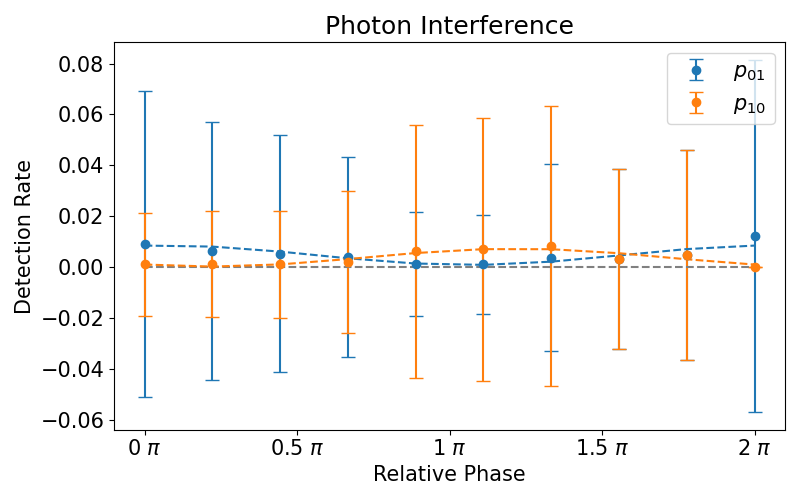 Photon Interference
Detection Rate
0.08
0.06
0.04
0.02
0.00
−0.02
−0.04
−0.06
0 π
0.5 π
1 π
1.5 π
2 π
Relative Phase
p₀₁
p₁₀